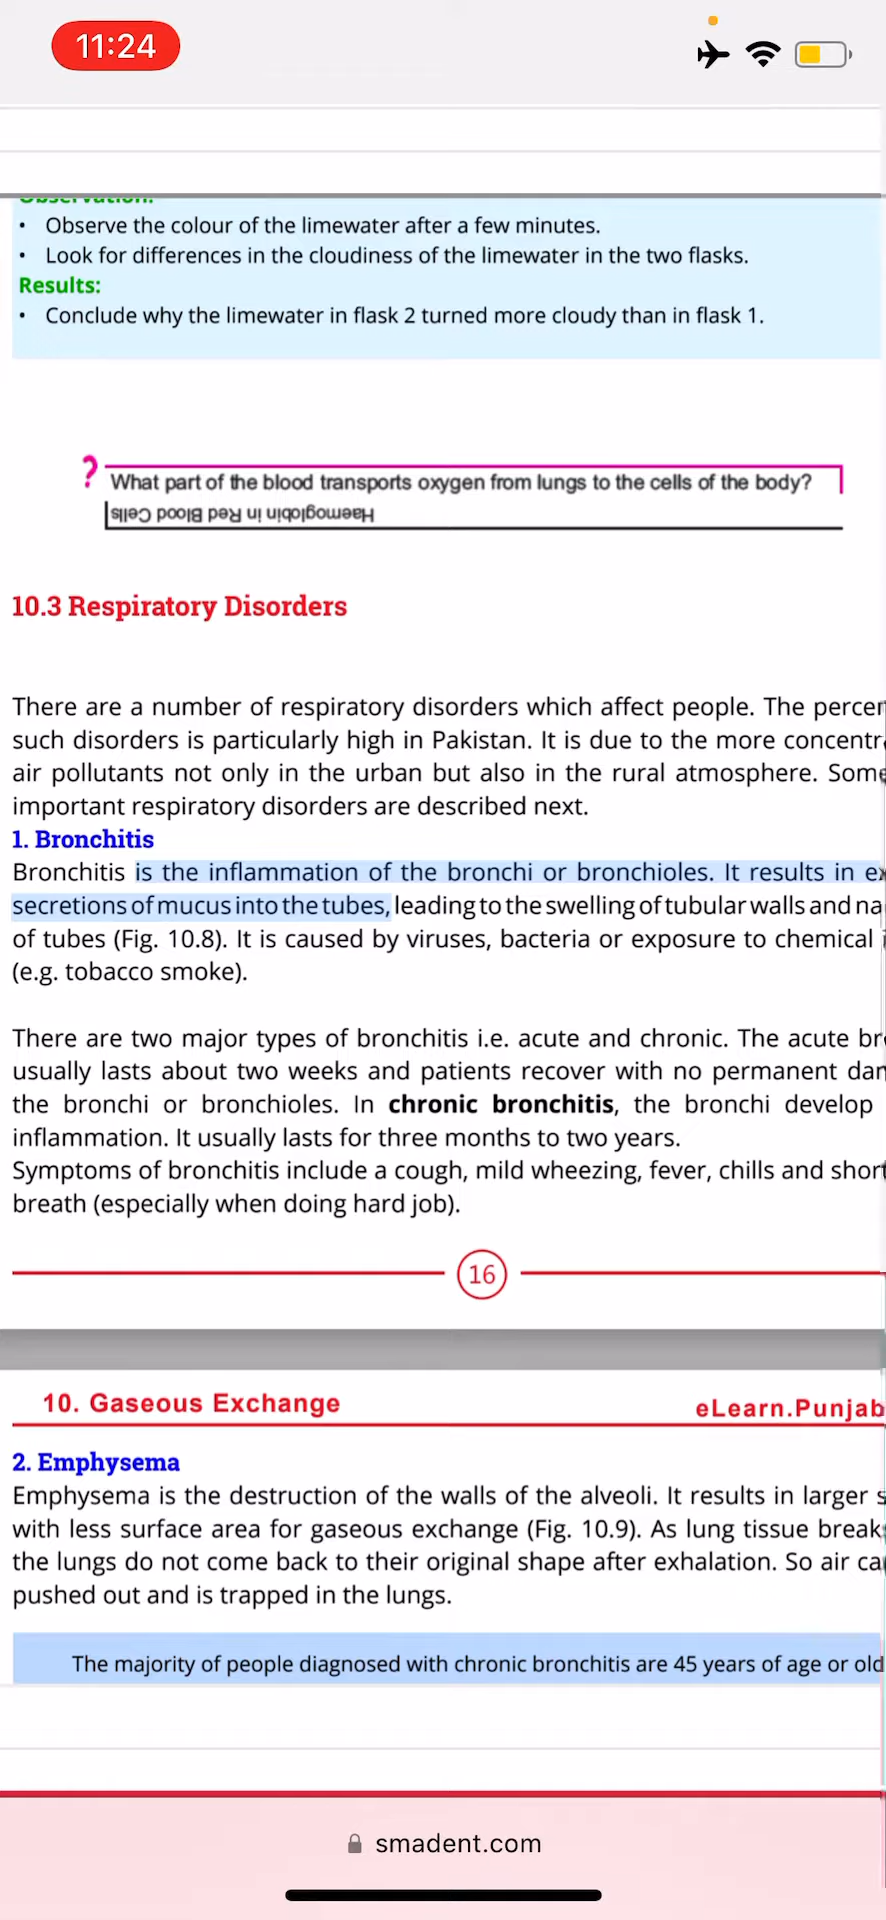 11:24
Observation:
• Observe the colour of the limewater after a few minutes.
• Look for differences in the cloudiness of the limewater in the two flasks.
Results:
• Conclude why the limewater in flask 2 turned more cloudy than in flask 1.
? What part of the blood transports oxygen from lungs to the cells of the body?
Haemoglobin in Red Blood Cells
10.3 Respiratory Disorders
There are a number of respiratory disorders which affect people. The
such disorders is particularly high in Pakistan. It is due to the more
air pollutants not only in the urban but also in the rural atmosphere.
important respiratory disorders are described next.
1. Bronchitis
Bronchitis is the inflammation of the bronchi or bronchioles. It results in
secretions of mucus into the tubes, leading to the swelling of tubular walls and
of tubes (Fig. 10.8). It is caused by viruses, bacteria or exposure to chemical
(e.g. tobacco smoke).
There are two major types of bronchitis i.e. acute and chronic. The acute
usually lasts about two weeks and patients recover with no permanent
the bronchi or bronchioles. In chronic bronchitis, the bronchi develop
inflammation. It usually lasts for three months to two years.
Symptoms of bronchitis include a cough, mild wheezing, fever, chills and
breath (especially when doing hard job).
16
10. Gaseous Exchange eLearn.Punjab
2. Emphysema
Emphysema is the destruction of the walls of the alveoli. It results in larger
with less surface area for gaseous exchange (Fig. 10.9). As lung tissue
the lungs do not come back to their original shape after exhalation. So air
pushed out and is trapped in the lungs.
The majority of people diagnosed with chronic bronchitis are 45 years of age or
smadent.com